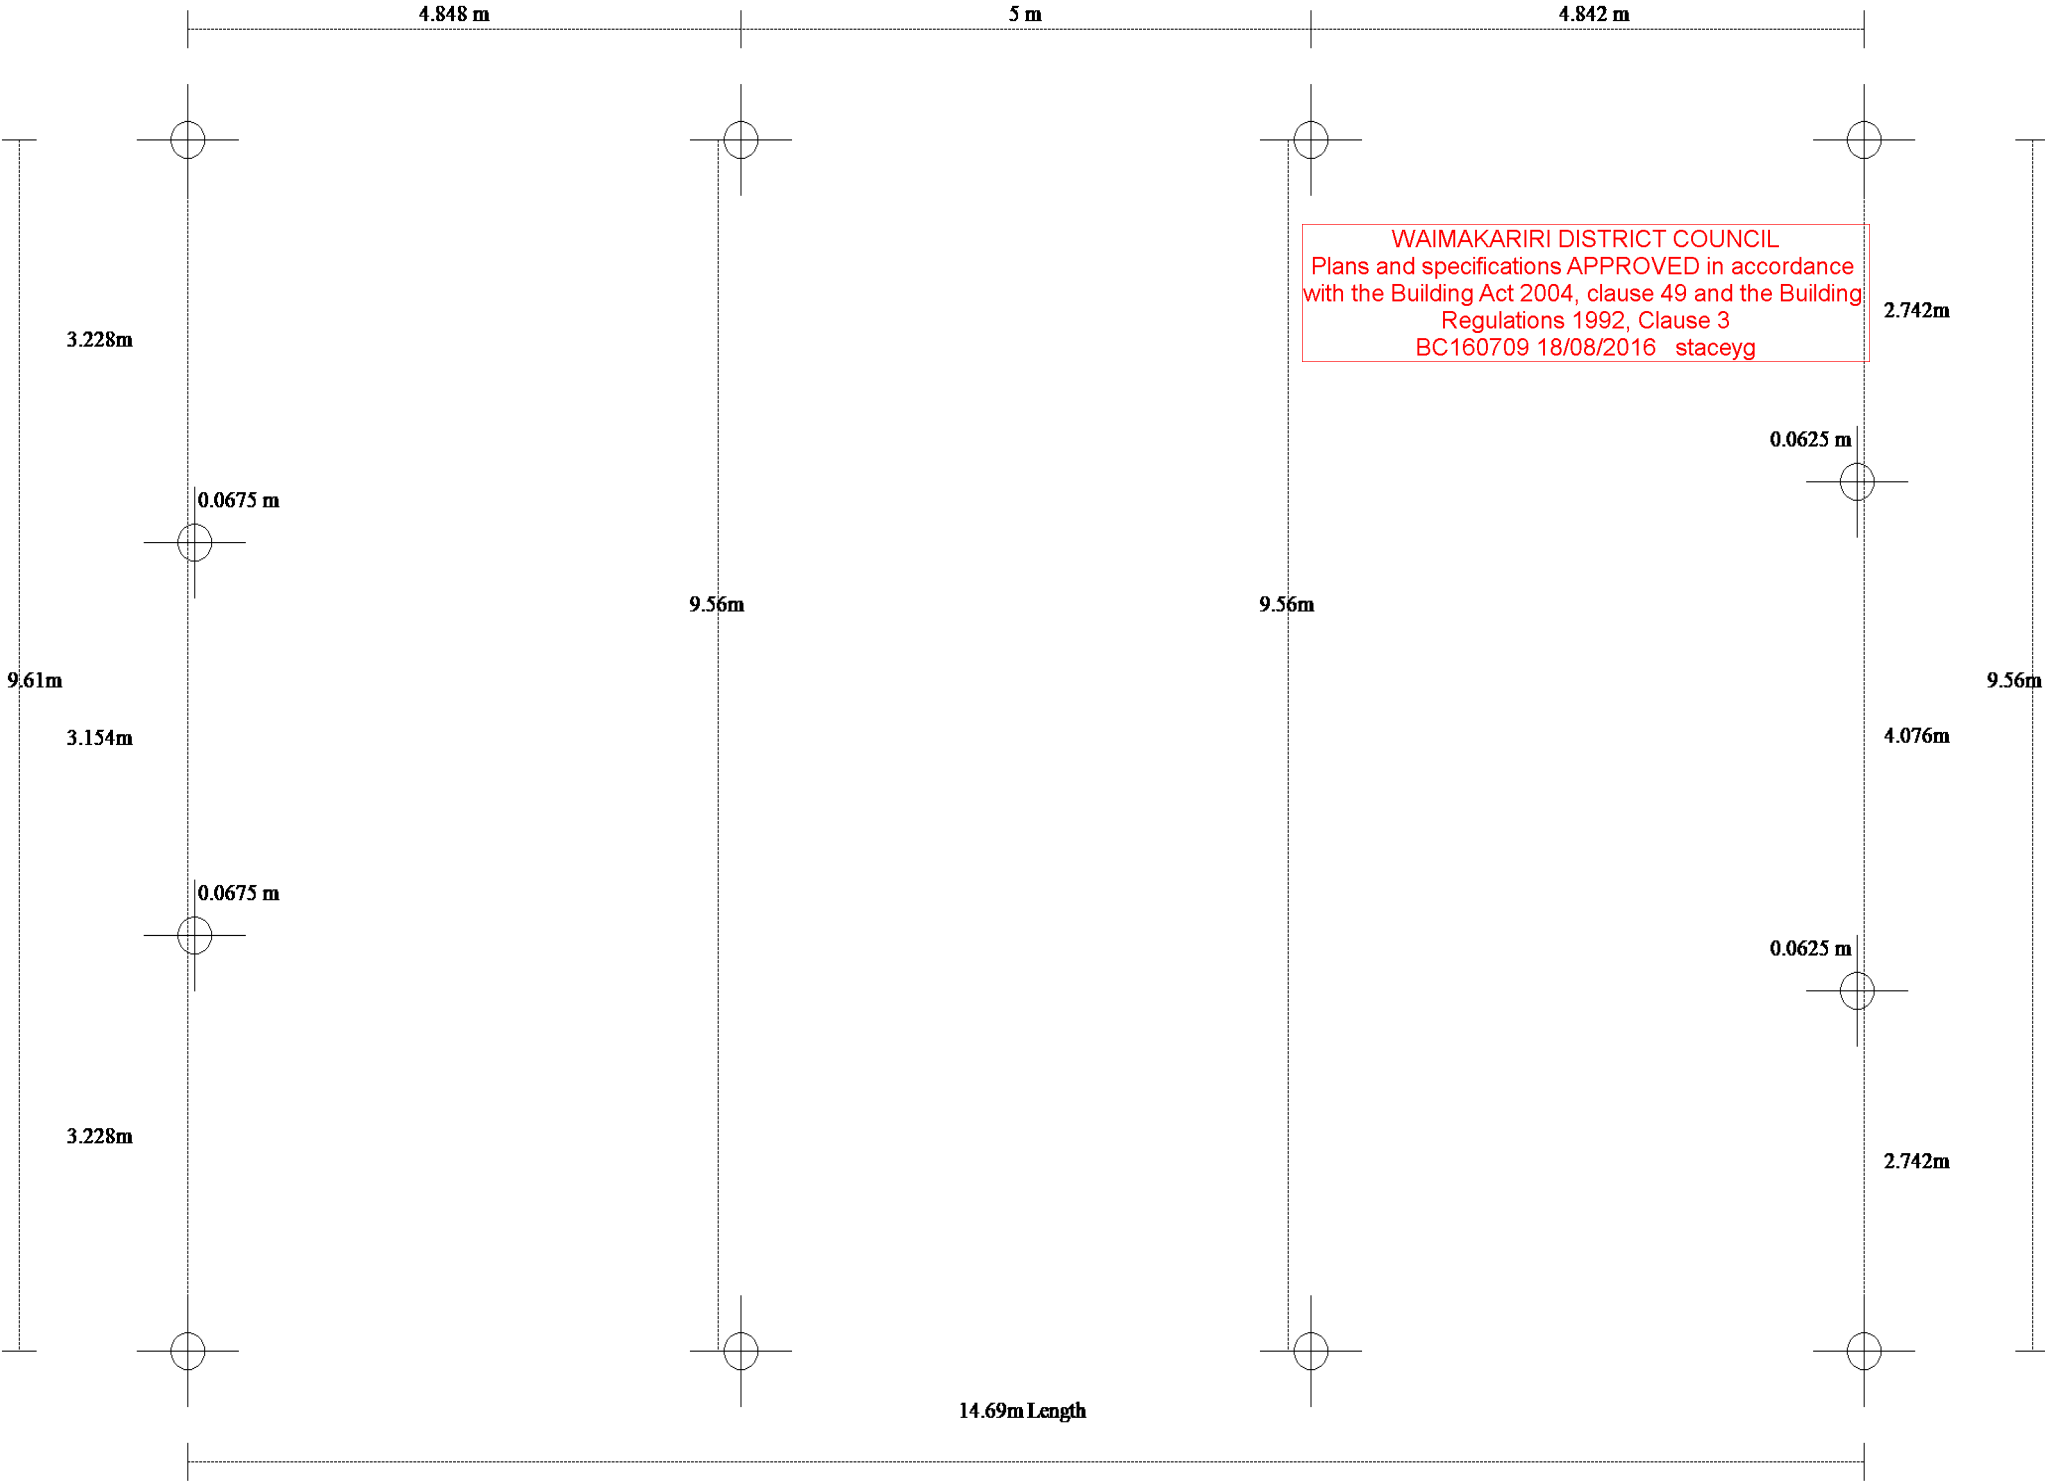 4.848 m
5 m
4.842 m
WAIMAKARIRI DISTRICT COUNCIL
Plans and specifications APPROVED in accordance
with the Building Act 2004, clause 49 and the Building
Regulations 1992, Clause 3
BC160709 18/08/2016 staceyg
2.742m
3.228m
0.0625 m
0.0675 m
9.56m
9.56m
9.61m
9.56m
3.154m
4.076m
0.0675 m
0.0625 m
3.228m
2.742m
14.69m Length